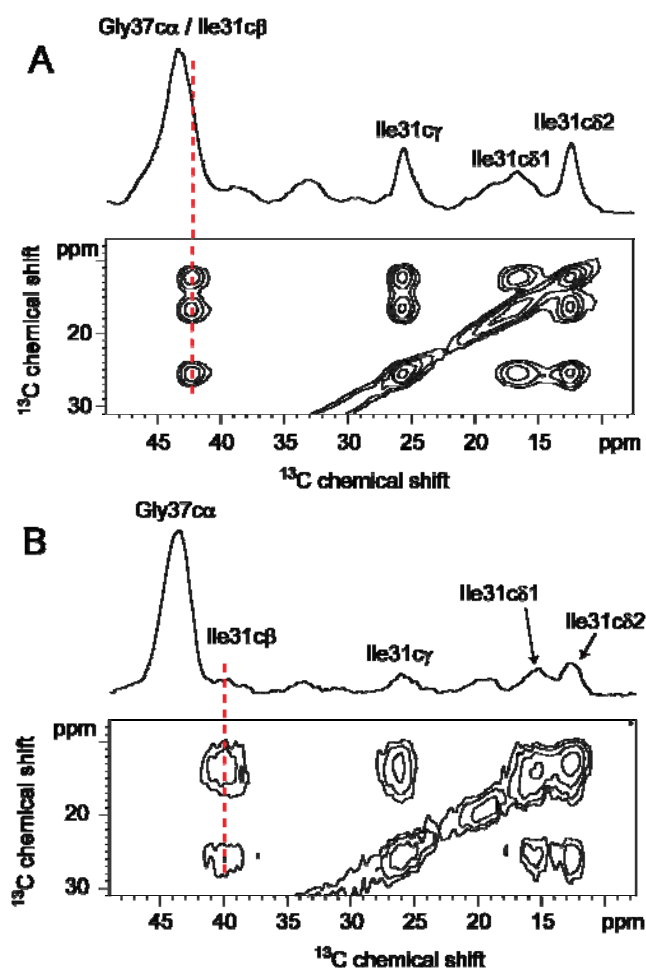 Gly37cα / Ile31cβ
A
Ile31cγ
Ile31cδ1
Ile31cδ2
ppm
20
30
13C chemical shift
45 40 35 30 25 20 15 ppm
13C chemical shift
B
Gly37cα
Ile31cβ
Ile31cγ
Ile31cδ1
Ile31cδ2
ppm
20
30
13C chemical shift
45 40 35 30 25 20 15 ppm
13C chemical shift